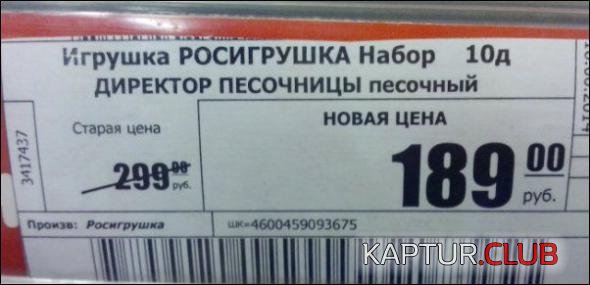 Игрушка РОСИГРУШКА Набор 10д
ДИРЕКТОР ПЕСОЧНИЦЫ песочный
Старая цена
299 00
руб.
НОВАЯ ЦЕНА
189 00
руб.
3417437
Произв: Росигрушка
ШК=4600459093675
KAPTUR.CLUB